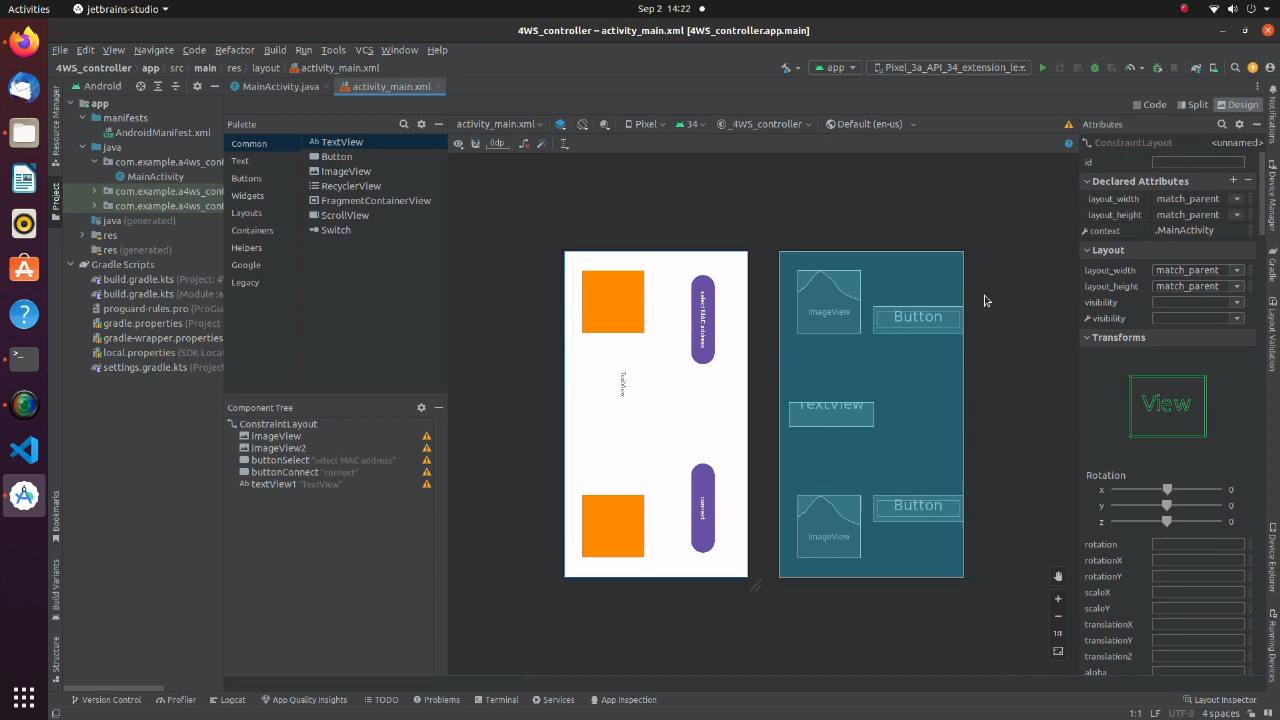 Activities
jetbrains-studio
Sep 2 14:22
4WS_controller – activity_main.xml [4WS_controller.app.main]
File Edit View Navigate Code Refactor Build Run Tools VCS Window Help
4WS_controller app src main res layout activity_main.xml
app
Pixel_3a_API_34_extension_le...
Android
MainActivity.java
activity_main.xml
Code Split Design
Resource Manager
Project
Bookmarks
Build Variants
Structure
app
manifests
AndroidManifest.xml
java
com.example.a4ws_cont
MainActivity
com.example.a4ws_cont
com.example.a4ws_cont
java (generated)
res
res (generated)
Gradle Scripts
build.gradle.kts (Project: 4W
build.gradle.kts (Module :a
proguard-rules.pro (ProGua
gradle.properties (Project
gradle-wrapper.properties
local.properties (SDK Locat
settings.gradle.kts (Project
Palette
Common
Text
Buttons
Widgets
Layouts
Containers
Helpers
Google
Legacy
Ab TextView
Button
ImageView
RecyclerView
FragmentContainerView
ScrollView
Switch
Component Tree
ConstraintLayout
imageView
imageView2
buttonSelect "select MAC address"
buttonConnect "connect"
Ab textView1 "TextView"
activity_main.xml
Pixel
34
_4WS_controller
Default (en-us)
0dp
select MAC address
TextView
connect
ImageView
Button
TextView
ImageView
Button
1:1
Attributes
ConstraintLayout
<unnamed>
id
Declared Attributes
layout_width match_parent
layout_height match_parent
context .MainActivity
Layout
layout_width match_parent
layout_height match_parent
visibility
visibility
Transforms
View
Rotation
x 0
y 0
z 0
rotation
rotationX
rotationY
scaleX
scaleY
translationX
translationY
translationZ
alpha
Notifications
Device Manager
Gradle
Layout Validation
Device Explorer
Running Devices
Version Control
Profiler
Logcat
App Quality Insights
TODO
Problems
Terminal
Services
App Inspection
Layout Inspector
1:1 LF UTF-8 4 spaces